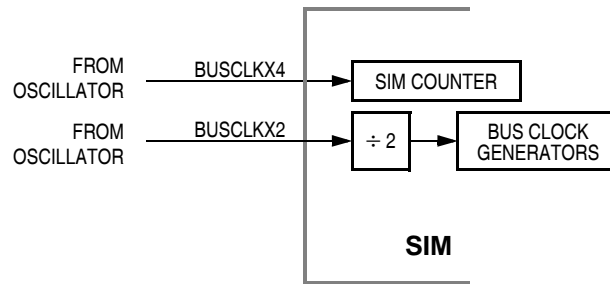 FROM
OSCILLATOR
BUSCLKX4
SIM COUNTER
FROM
OSCILLATOR
BUSCLKX2
÷ 2
BUS CLOCK
GENERATORS
SIM